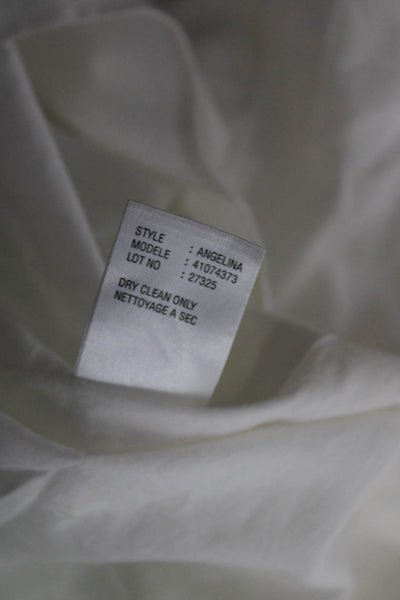 STYLE : ANGELINA
MODELE : 41074373
LOT NO : 27325
DRY CLEAN ONLY
NETTOYAGE A SEC